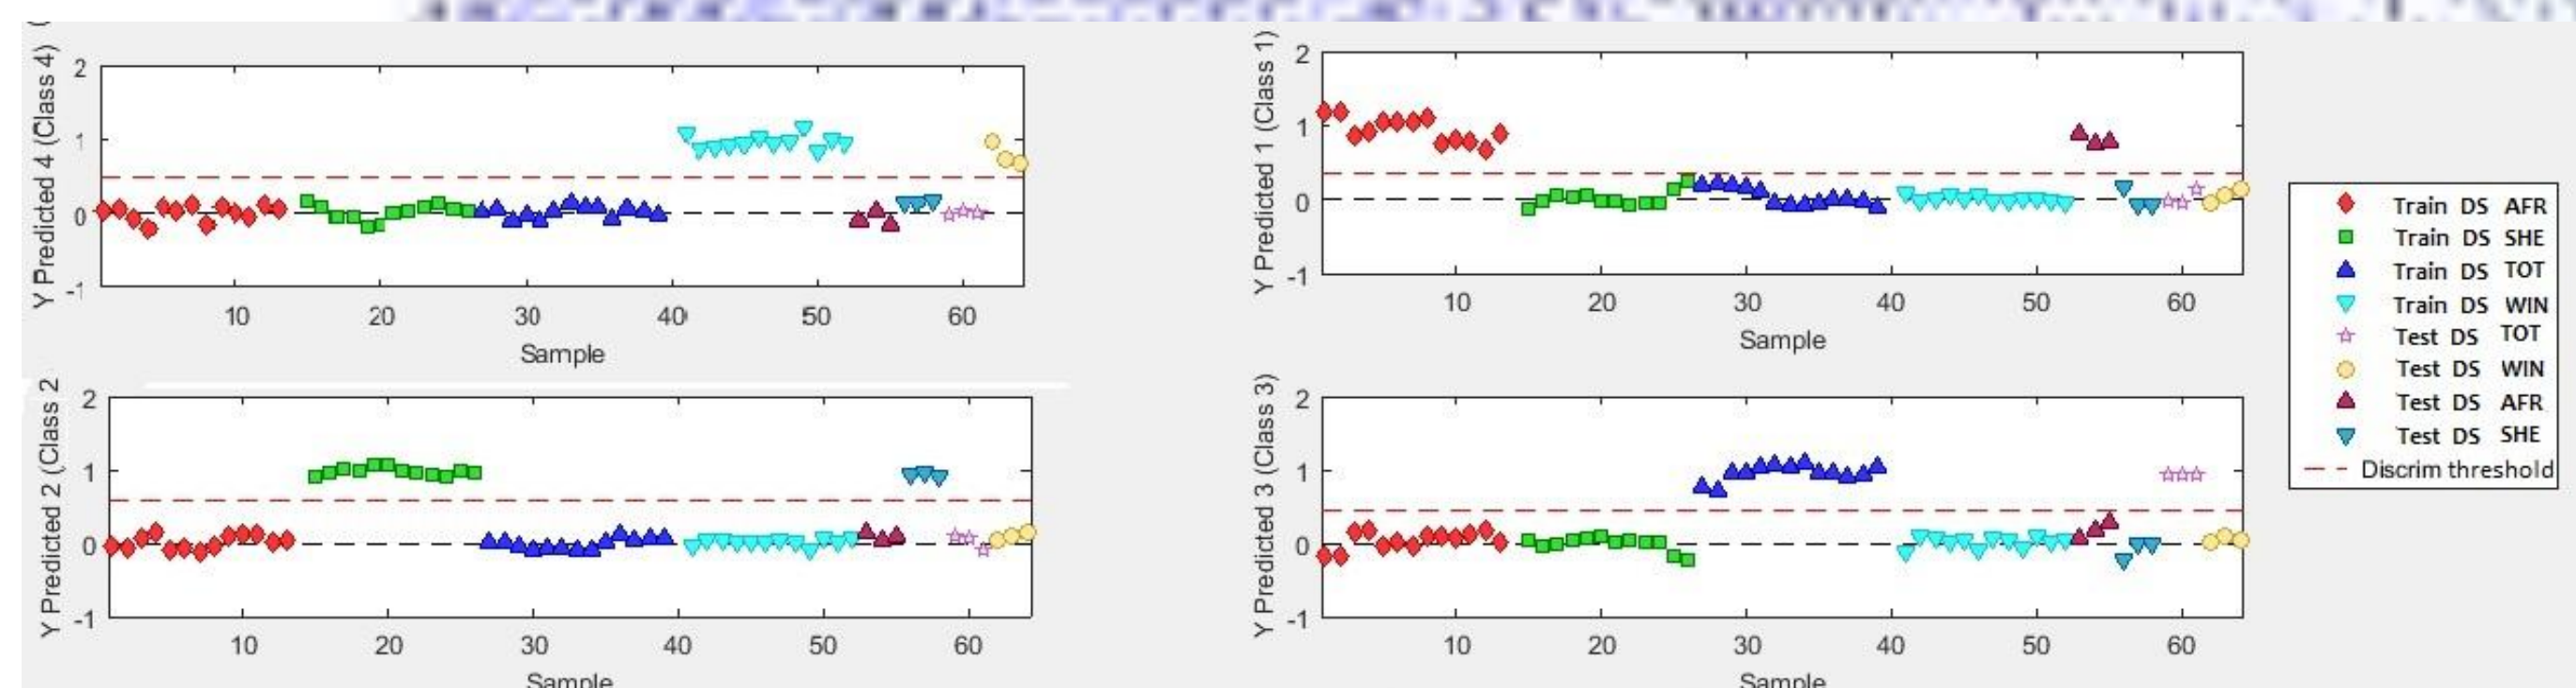 Y Predicted 4 (Class 4) (
2
1
0
-1
10 20 30 40 50 60
Sample
Y Predicted 1 (Class 1)
2
1
0
-1
10 20 30 40 50 60
Sample
Y Predicted 2 (Class 2
2
1
0
-1
10 20 30 40 50 60
Sample
Y Predicted 3 (Class 3)
2
1
0
-1
10 20 30 40 50 60
Sample
Train DS AFR
Train DS SHE
Train DS TOT
Train DS WIN
Test DS TOT
Test DS WIN
Test DS AFR
Test DS SHE
Discrim threshold